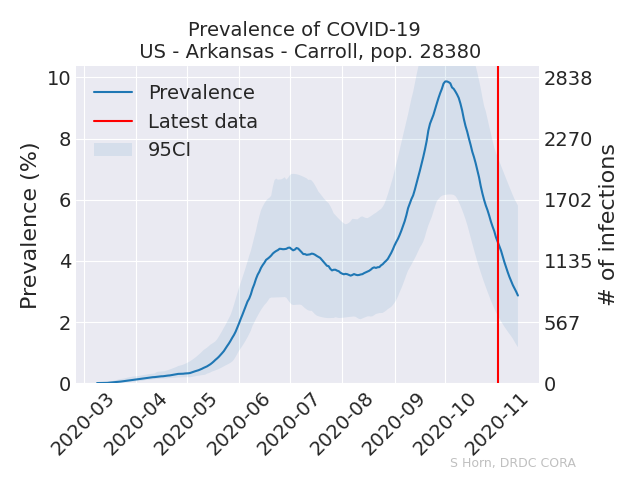 Prevalence of COVID-19
US - Arkansas - Carroll, pop. 28380
10
8
6
4
2
0
Prevalence (%)
Prevalence
Latest data
95CI
2838
2270
1702
1135
567
0
# of infections
2020-03
2020-04
2020-05
2020-06
2020-07
2020-08
2020-09
2020-10
2020-11
S Horn, DRDC CORA